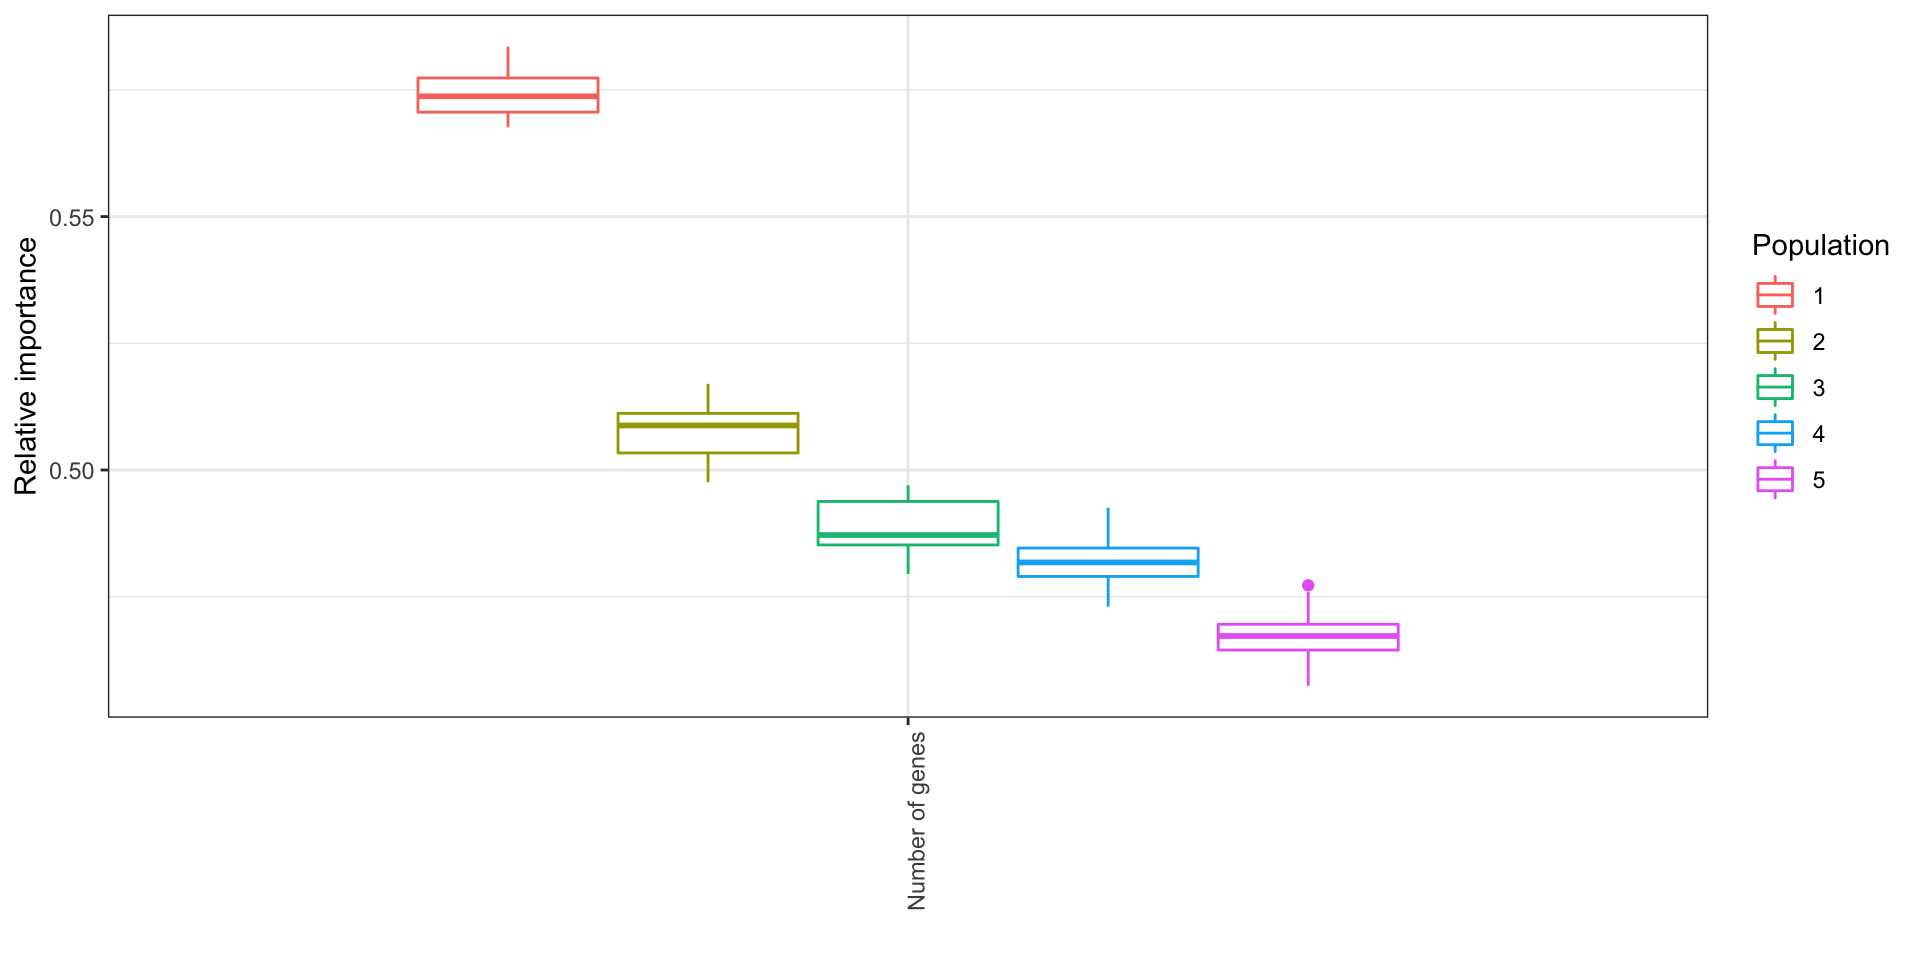 Relative importance
0.55
0.50
Number of genes
Population
1
2
3
4
5